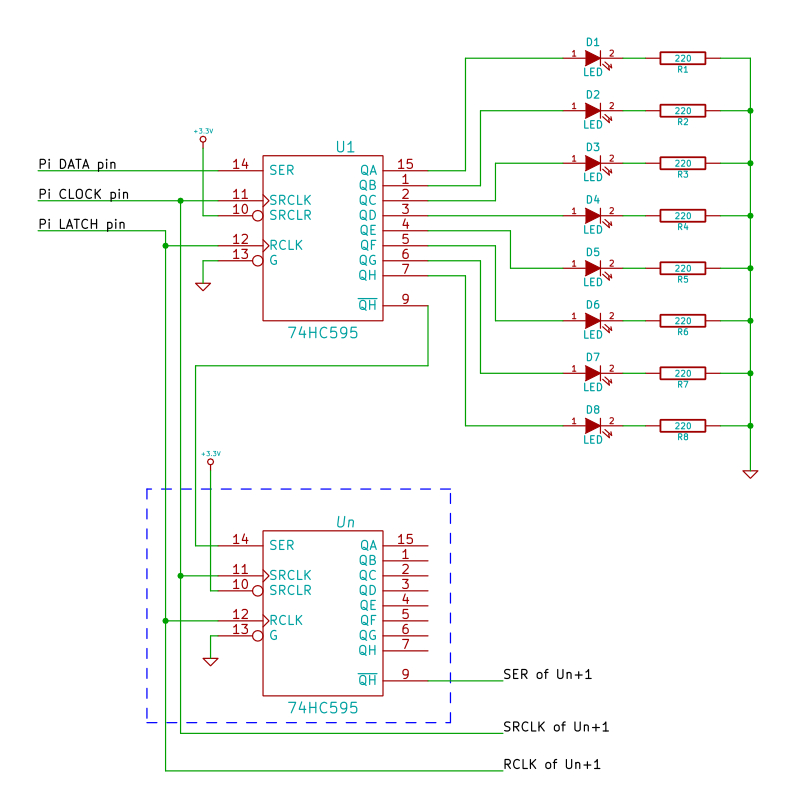 D1
1 2 220
LED R1
D2
1 2 220
LED R2
+3.3V
U1
D3
Pi DATA pin 14 SER QA 15 1 2 220
LED R3
QB 1
Pi CLOCK pin 11 SRCLK QC 2
D4
10 SRCLR QD 3 1 2 220
LED R4
Pi LATCH pin QE 4
12 RCLK QF 5
D5
13 G QG 6 1 2 220
LED R5
QH 7
D6
QH 9
1 2 220
LED R6
74HC595
D7
1 2 220
LED R7
D8
1 2 220
LED R8
+3.3V
Un
14 SER QA 15
QB 1
11 SRCLK QC 2
10 SRCLR QD 3
QE 4
12 RCLK QF 5
13 G QG 6
QH 7
QH 9 SER of Un+1
74HC595
SRCLK of Un+1
RCLK of Un+1